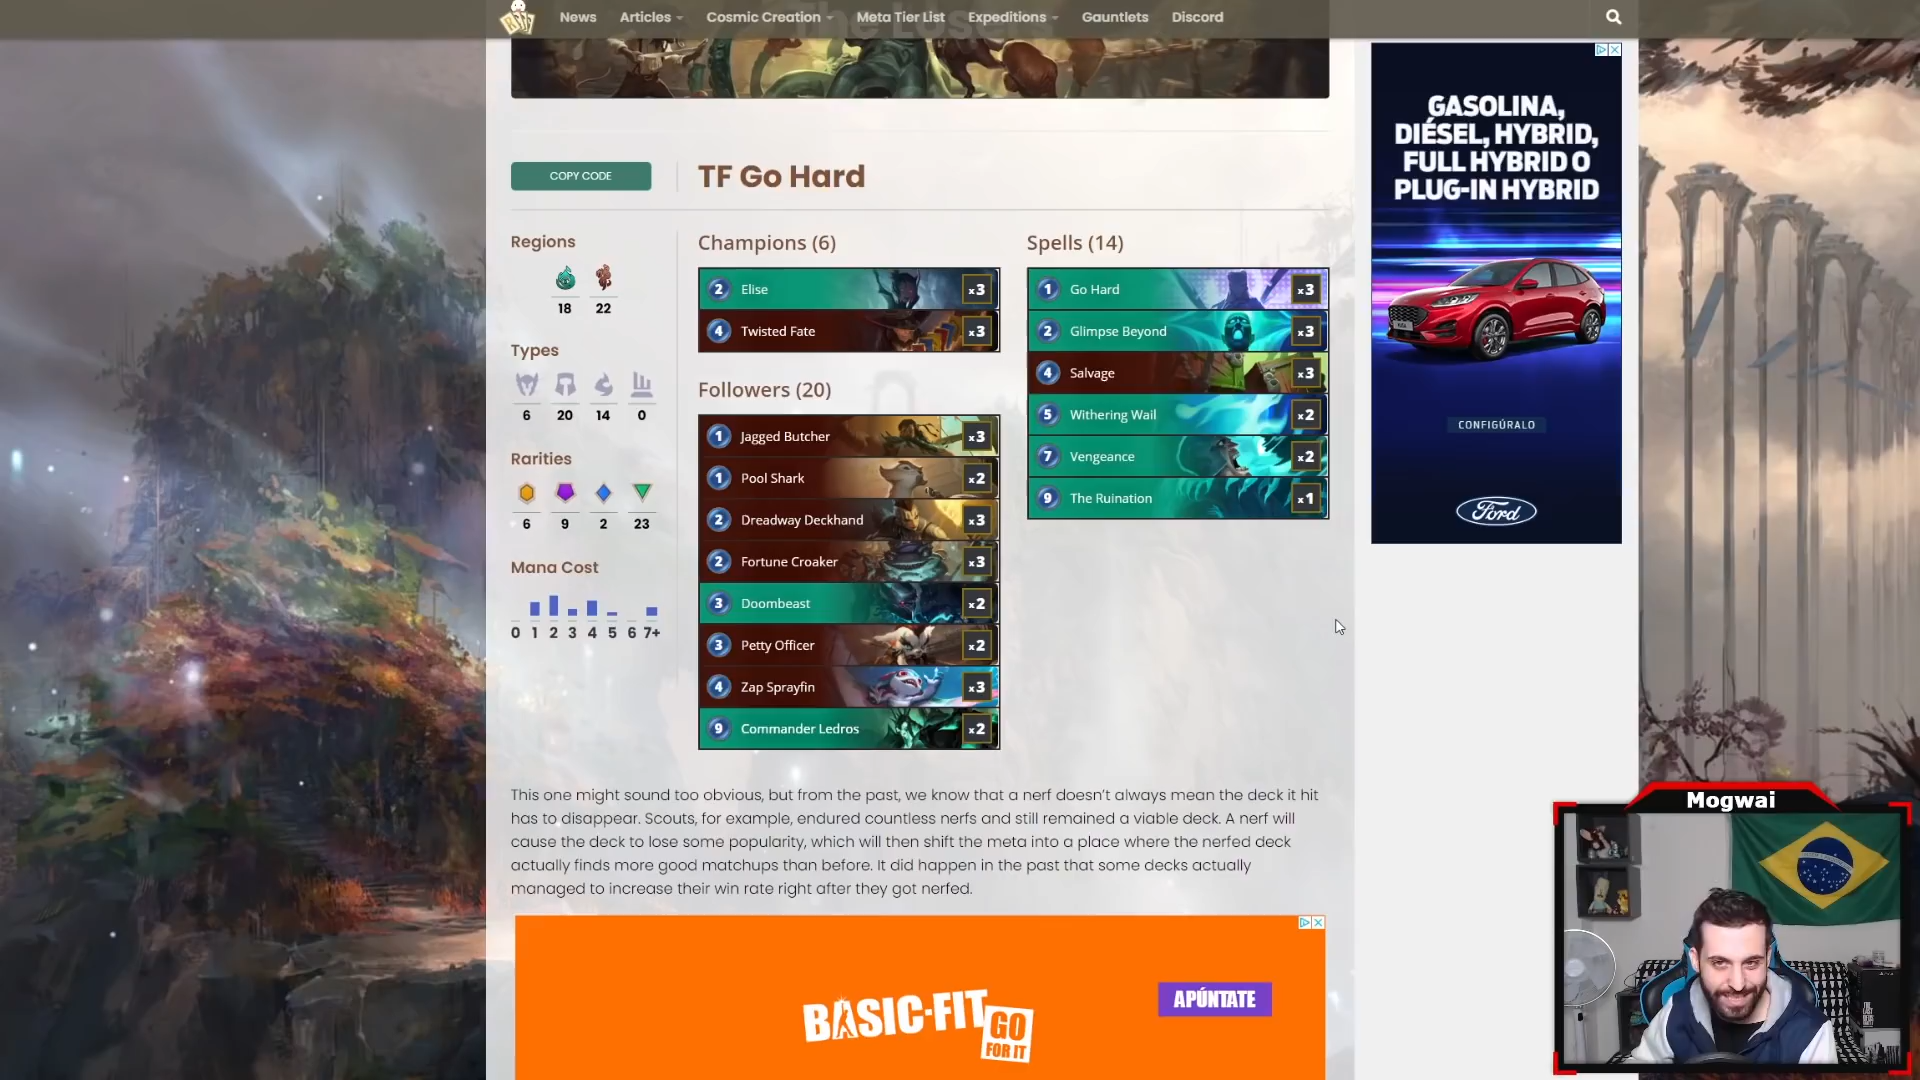 News Articles Cosmic Creation Meta Tier List Expeditions Gauntlets Discord
COPY CODE
TF Go Hard
Regions
18 22
Types
6 20 14 0
Rarities
6 9 2 23
Mana Cost
0 1 2 3 4 5 6 7+
Champions (6)
2 Elise x3
4 Twisted Fate x3
Followers (20)
1 Jagged Butcher x3
1 Pool Shark x2
2 Dreadway Deckhand x3
2 Fortune Croaker x3
3 Doombeast x2
3 Petty Officer x2
4 Zap Sprayfin x3
9 Commander Ledros x2
Spells (14)
1 Go Hard x3
2 Glimpse Beyond x3
4 Salvage x3
5 Withering Wail x2
7 Vengeance x2
9 The Ruination x1
This one might sound too obvious, but from the past, we know that a nerf doesn't always mean the deck it hit
has to disappear. Scouts, for example, endured countless nerfs and still remained a viable deck. A nerf will
cause the deck to lose some popularity, which will then shift the meta into a place where the nerfed deck
actually finds more good matchups than before. It did happen in the past that some decks actually
managed to increase their win rate right after they got nerfed.
BASIC-FIT
GO
FOR IT
APÚNTATE
GASOLINA,
DIÉSEL, HYBRID,
FULL HYBRID O
PLUG-IN HYBRID
CONFIGÚRALO
Ford
Mogwai